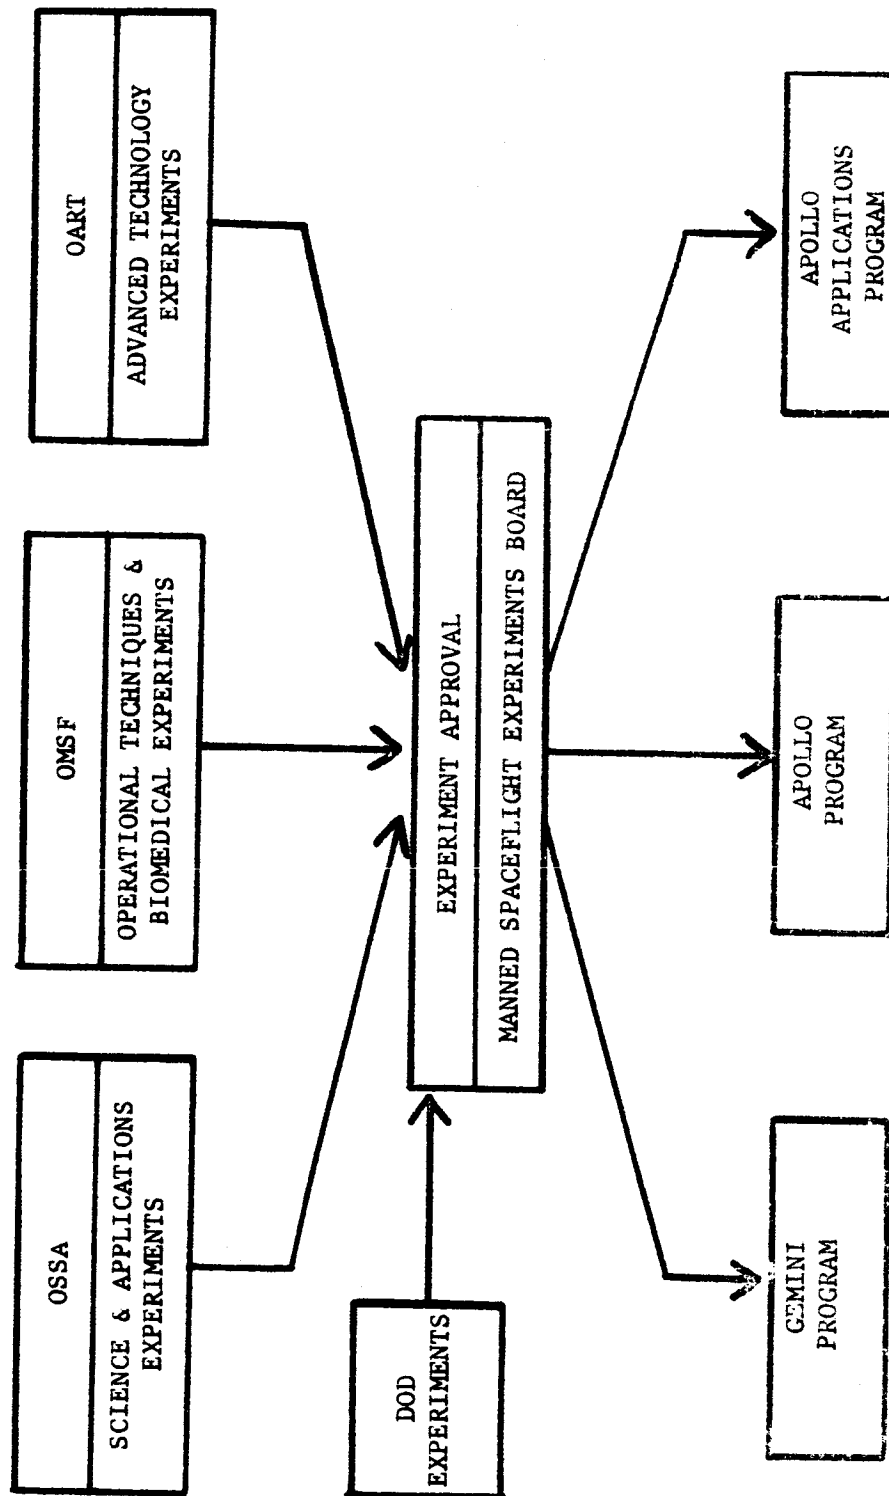 OSSA
SCIENCE & APPLICATIONS
EXPERIMENTS
OMSF
OPERATIONAL TECHNIQUES &
BIOMEDICAL EXPERIMENTS
OART
ADVANCED TECHNOLOGY
EXPERIMENTS
DOD
EXPERIMENTS
EXPERIMENT APPROVAL
MANNED SPACEFLIGHT EXPERIMENTS BOARD
GEMINI
PROGRAM
APOLLO
PROGRAM
APOLLO
APPLICATIONS
PROGRAM